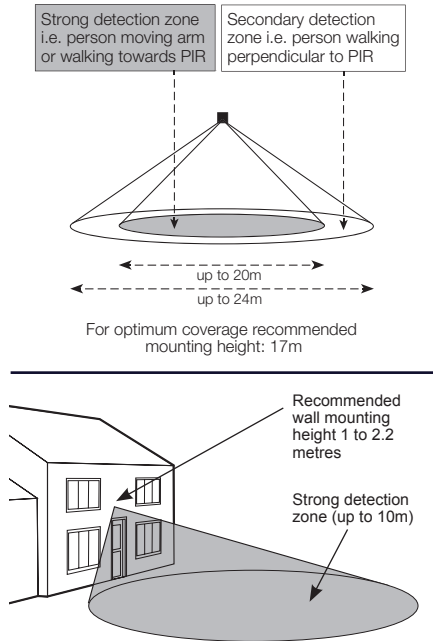 Strong detection zone
i.e. person moving arm
or walking towards PIR
Secondary detection
zone i.e. person walking
perpendicular to PIR
up to 20m
up to 24m
For optimum coverage recommended
mounting height: 17m
Recommended
wall mounting
height 1 to 2.2
metres
Strong detection
zone (up to 10m)